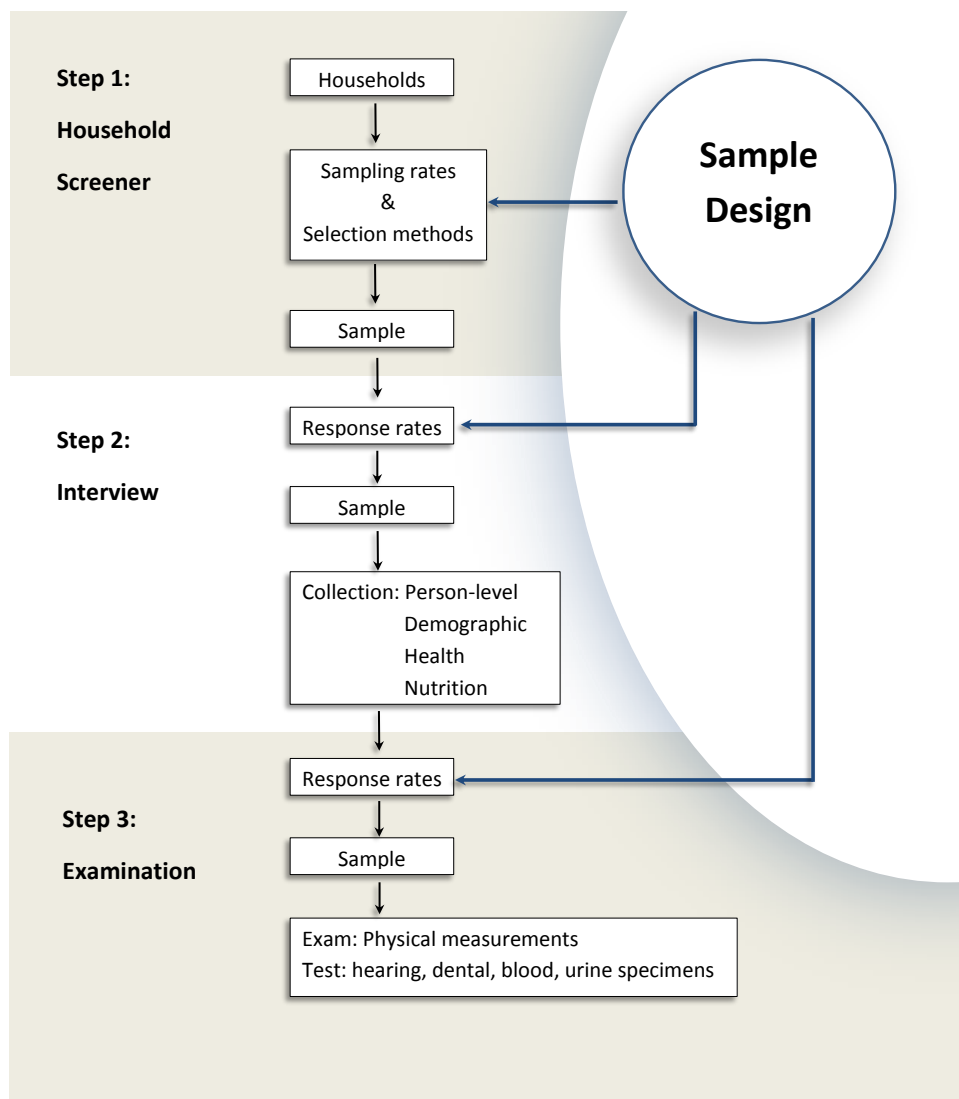 Step 1:
Household
Screener
Households
Sampling rates
&
Selection methods
Sample
Sample
Design
Step 2:
Interview
Response rates
Sample
Collection: Person-level
Demographic
Health
Nutrition
Step 3:
Examination
Response rates
Sample
Exam: Physical measurements
Test: hearing, dental, blood, urine specimens